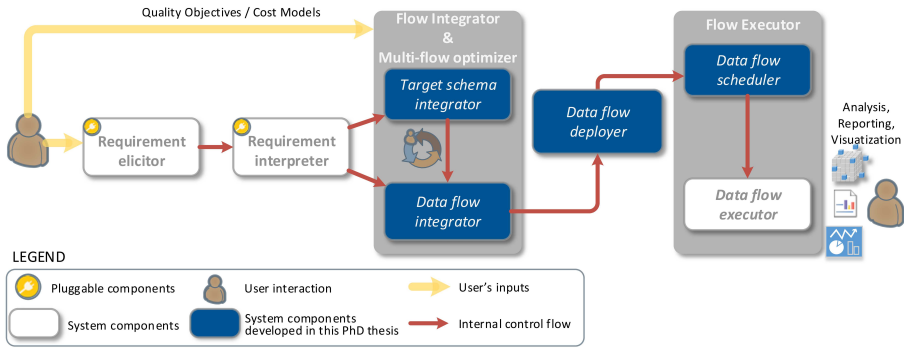 Quality Objectives / Cost Models
Flow Integrator
&
Multi-flow optimizer
Flow Executor
Target schema
integrator
Data flow
scheduler
Data flow
deployer
Analysis,
Reporting,
Visutatization
Requirement
elicitor
Requirement
interpreter
Data flow
integrator
Data flow
executor
LEGEND
Pluggable components
User interaction
User's inputs
System components
System components
developed in this PhD thesis
Internal control flow